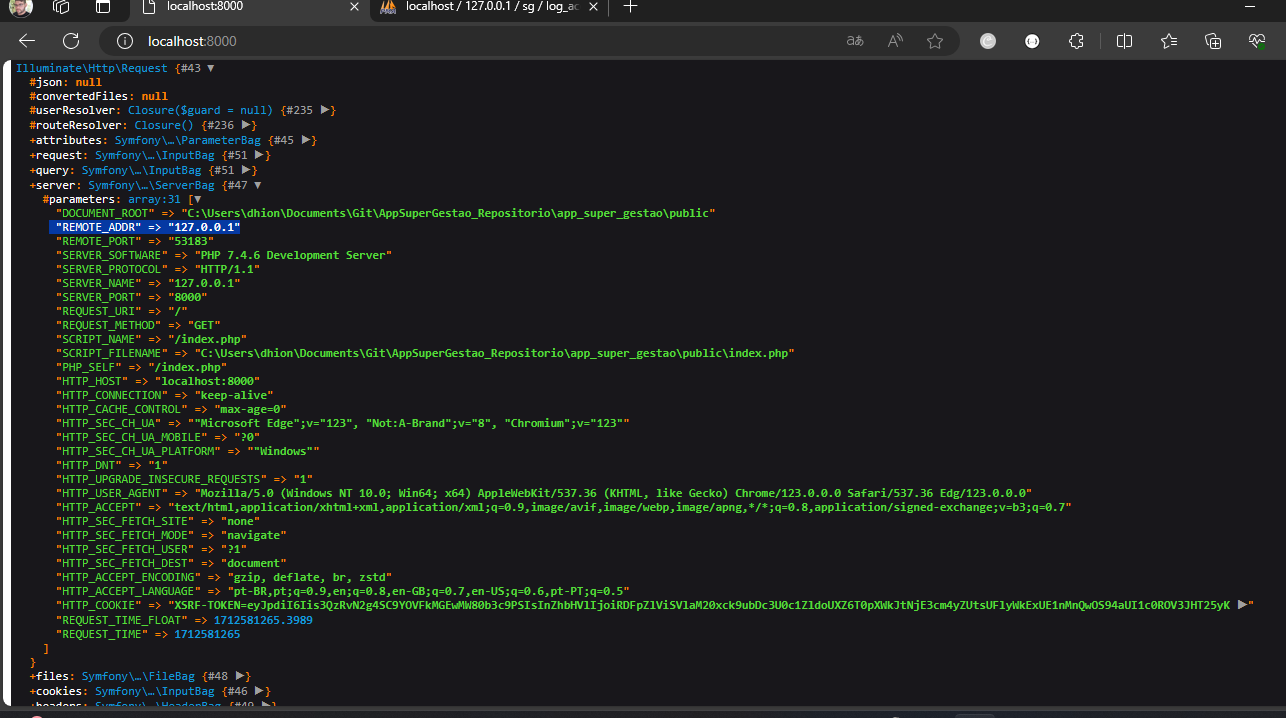 localhost:8000
localhost / 127.0.0.1 / sg / log_ac
localhost:8000
Illuminate\Http\Request {#43 ▼
#json: null
#convertedFiles: null
#userResolver: Closure($guard = null) {#235 ▶}
#routeResolver: Closure() {#236 ▶}
+attributes: Symfony\…\ParameterBag {#45 ▶}
+request: Symfony\…\InputBag {#51 ▶}
+query: Symfony\…\InputBag {#51 ▶}
+server: Symfony\…\ServerBag {#47 ▼
#parameters: array:31 [▼
"DOCUMENT_ROOT" => "C:\Users\dhion\Documents\Git\AppSuperGestao_Repositorio\app_super_gestao\public"
"REMOTE_ADDR" => "127.0.0.1"
"REMOTE_PORT" => "53183"
"SERVER_SOFTWARE" => "PHP 7.4.6 Development Server"
"SERVER_PROTOCOL" => "HTTP/1.1"
"SERVER_NAME" => "127.0.0.1"
"SERVER_PORT" => "8000"
"REQUEST_URI" => "/"
"REQUEST_METHOD" => "GET"
"SCRIPT_NAME" => "/index.php"
"SCRIPT_FILENAME" => "C:\Users\dhion\Documents\Git\AppSuperGestao_Repositorio\app_super_gestao\public\index.php"
"PHP_SELF" => "/index.php"
"HTTP_HOST" => "localhost:8000"
"HTTP_CONNECTION" => "keep-alive"
"HTTP_CACHE_CONTROL" => "max-age=0"
"HTTP_SEC_CH_UA" => ""Microsoft Edge";v="123", "Not:A-Brand";v="8", "Chromium";v="123""
"HTTP_SEC_CH_UA_MOBILE" => "?0"
"HTTP_SEC_CH_UA_PLATFORM" => ""Windows""
"HTTP_DNT" => "1"
"HTTP_UPGRADE_INSECURE_REQUESTS" => "1"
"HTTP_USER_AGENT" => "Mozilla/5.0 (Windows NT 10.0; Win64; x64) AppleWebKit/537.36 (KHTML, like Gecko) Chrome/123.0.0.0 Safari/537.36 Edg/123.0.0.0"
"HTTP_ACCEPT" => "text/html,application/xhtml+xml,application/xml;q=0.9,image/avif,image/webp,image/apng,*/*;q=0.8,application/signed-exchange;v=b3;q=0.7"
"HTTP_SEC_FETCH_SITE" => "none"
"HTTP_SEC_FETCH_MODE" => "navigate"
"HTTP_SEC_FETCH_USER" => "?1"
"HTTP_SEC_FETCH_DEST" => "document"
"HTTP_ACCEPT_ENCODING" => "gzip, deflate, br, zstd"
"HTTP_ACCEPT_LANGUAGE" => "pt-BR,pt;q=0.9,en;q=0.8,en-GB;q=0.7,en-US;q=0.6,pt-PT;q=0.5"
"HTTP_COOKIE" => ▶"
"REQUEST_TIME_FLOAT" => 1712581265.3989
"REQUEST_TIME" => 1712581265
]
}
+files: Symfony\…\FileBag {#48 ▶}
+cookies: Symfony\…\InputBag {#46 ▶}
+headers: Symfony\…\HeaderBag {#49 ▶}